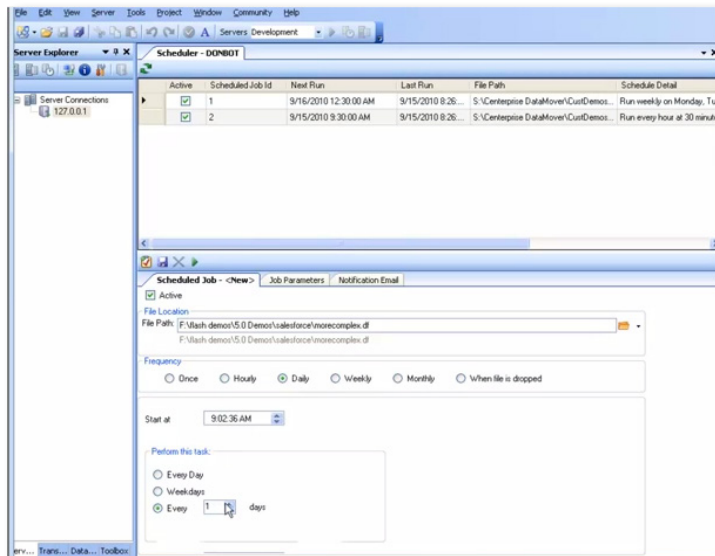 File Edit View Server Tools Project Window Community Help
Servers Development
Server Explorer
Scheduler - DONBOT
Server Connections
127.0.0.1
Active Scheduled Job Id Next Run Last Run File Path Schedule Detail
1 9/16/2010 12:30:00 AM 9/15/2010 8:26:... S:\Centerprise DataMover\CustDemos... Run weekly on Monday, Tu
2 9/15/2010 9:30:00 AM 9/15/2010 8:26:... S:\Centerprise DataMover\CustDemos... Run every hour at 30 minut
Scheduled Job - <New> Job Parameters Notification Email
Active
File Location
File Path: F:\flash demos\5.0 Demos\salesforce\morecomplex.df
F:\flash demos\5.0 Demos\salesforce\morecomplex.df
Frequency
Once Hourly Daily Weekly Monthly When file is dropped
Start at 9:02:36 AM
Perform this task:
Every Day
Weekdays
Every 1 days
erv... Trans... Data... Toolbox